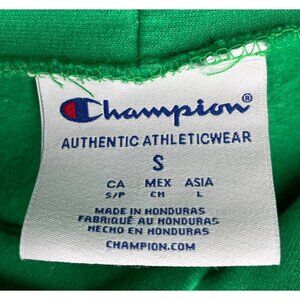 Champion®
AUTHENTIC ATHLETICWEAR
S
CA MEX ASIA
S/P CH L
MADE IN HONDURAS
FABRIQUÉ AU HONDURAS
HECHO EN HONDURAS
CHAMPION.COM